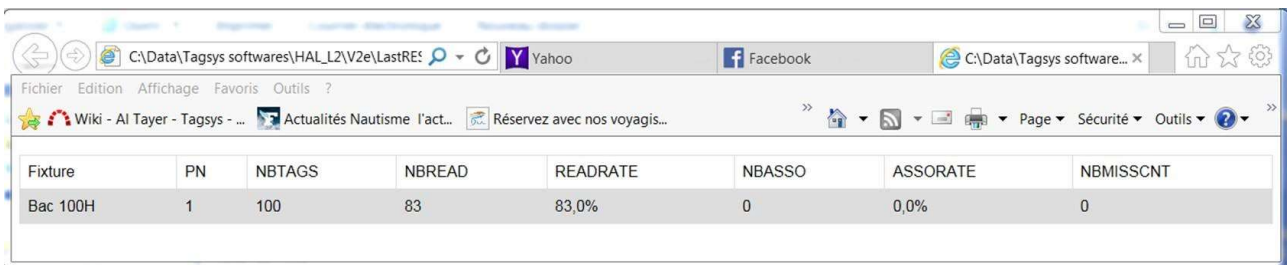 C:\Data\Tagsys softwares\HAL_L2\V2e\LastRES
Yahoo
Facebook
C:\Data\Tagsys software...
Fichier Edition Affichage Favoris Outils ?
Wiki - Al Tayer - Tagsys - ... Actualités Nautisme l'act... Réservez avec nos voyagis... » Page Sécurité Outils »
Fixture PN NBTAGS NBREAD READRATE NBASSO ASSORATE NBMISSCNT
Bac 100H 1 100 83 83,0% 0 0,0% 0